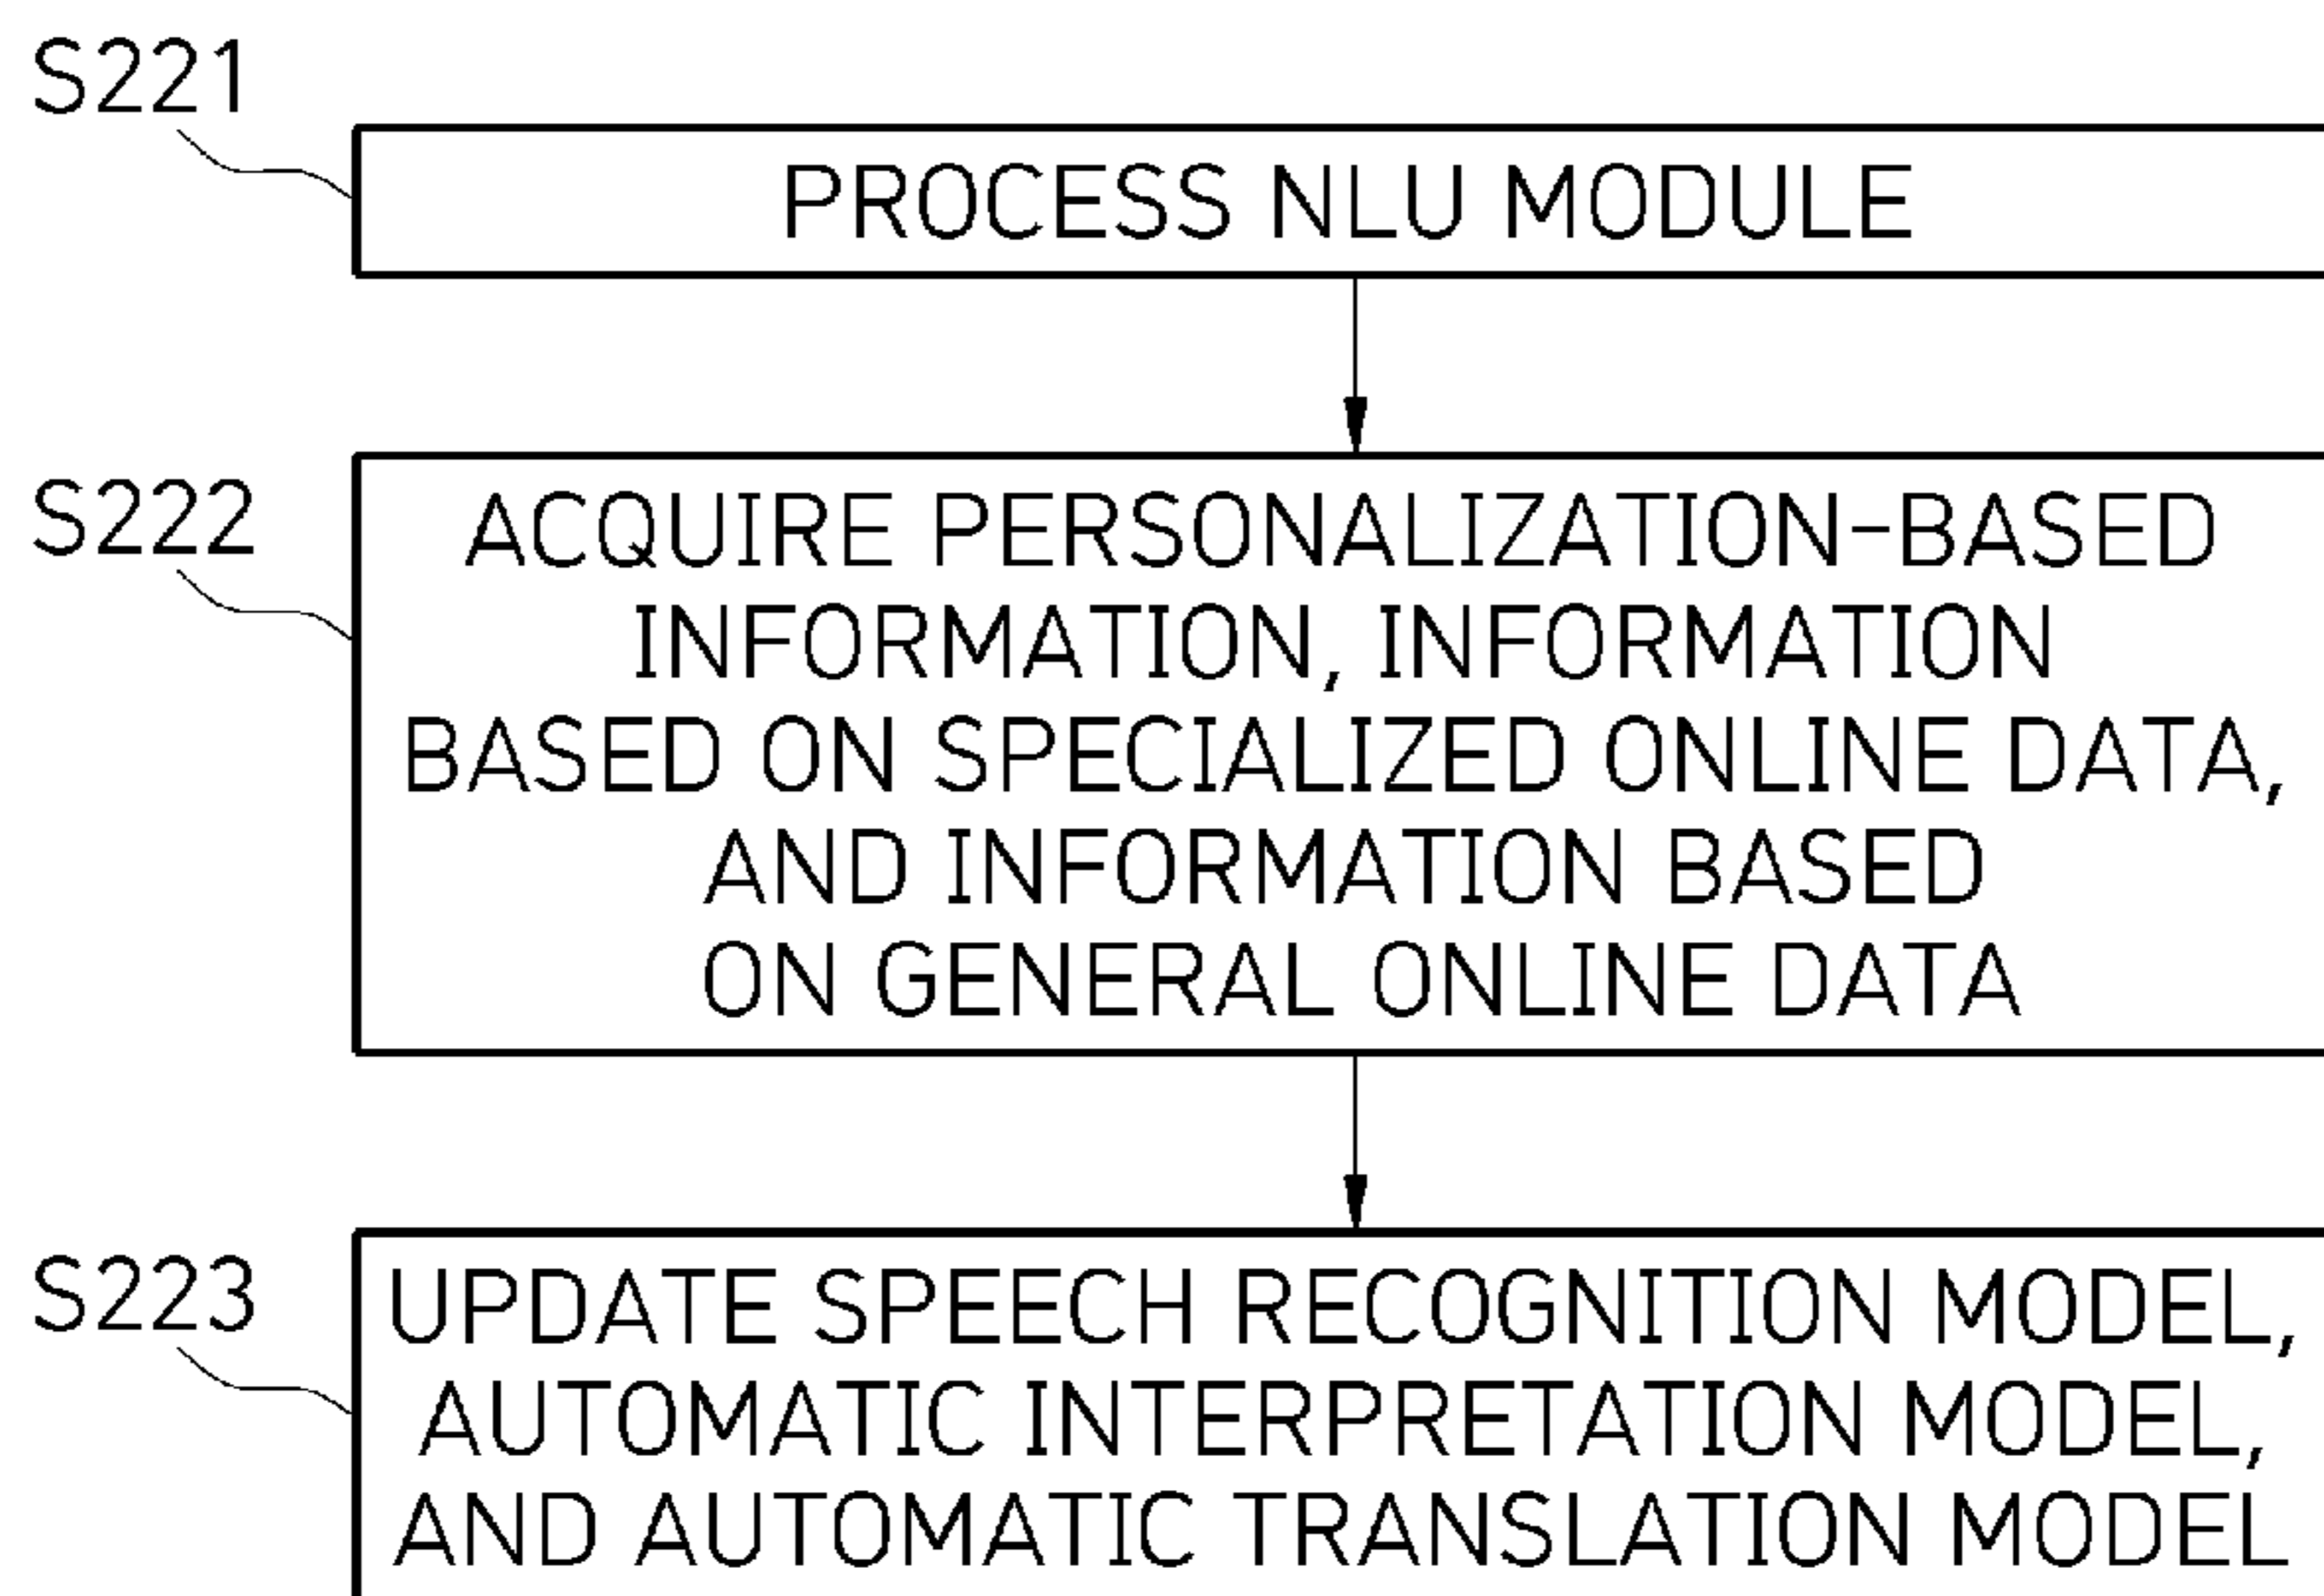 S221
PROCESS NLU MODULE
S222
ACQUIRE PERSONALIZATION-BASED
INFORMATION, INFORMATION
BASED ON SPECIALIZED ONLINE DATA,
AND INFORMATION BASED
ON GENERAL ONLINE DATA
S223
UPDATE SPEECH RECOGNITION MODEL,
AUTOMATIC INTERPRETATION MODEL,
AND AUTOMATIC TRANSLATION MODEL